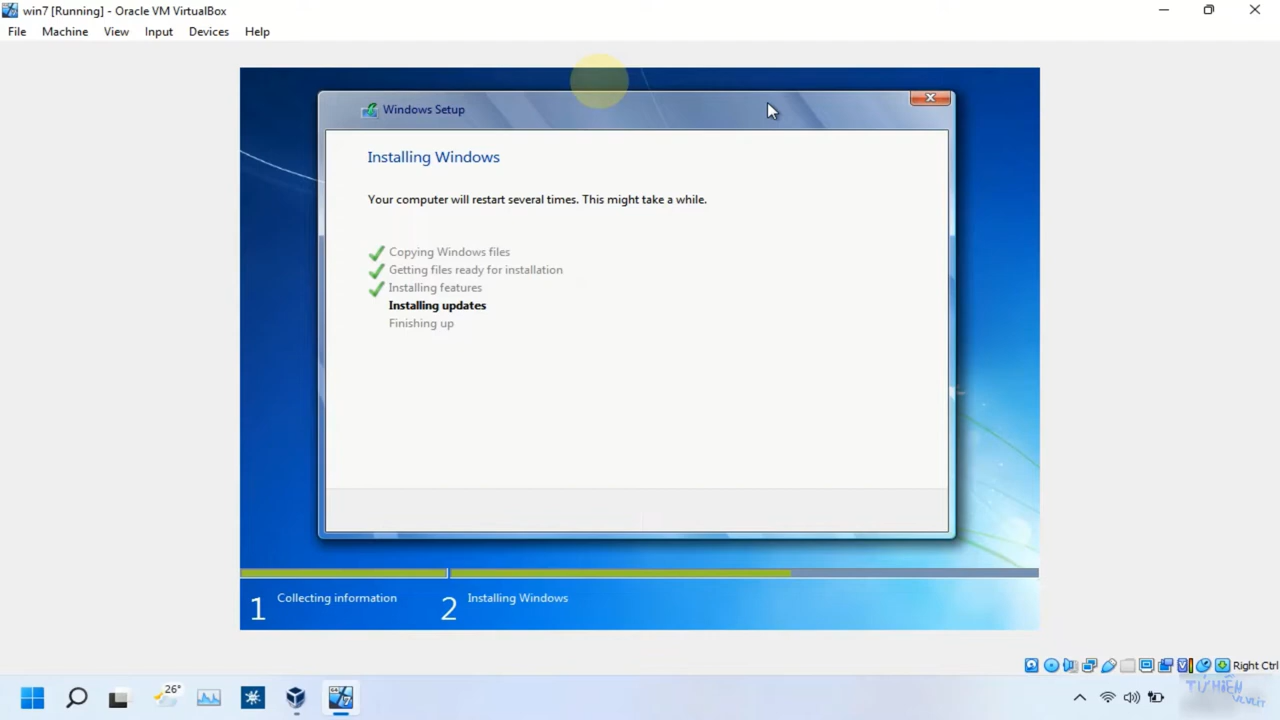 win7 [Running] - Oracle VM VirtualBox
File Machine View Input Devices Help
Windows Setup
Installing Windows
Your computer will restart several times. This might take a while.
Copying Windows files
Getting files ready for installation
Installing features
Installing updates
Finishing up
1 Collecting information 2 Installing Windows
Right Ctrl
26°
TƯ HIỀN